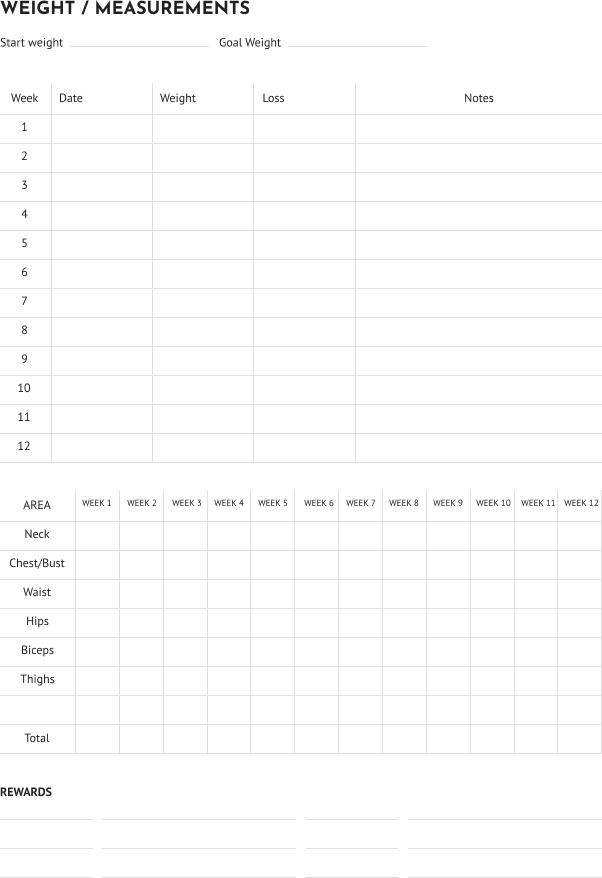 WEIGHT / MEASUREMENTS
Start weight Goal Weight
Week Date Weight Loss Notes
1
2
3
4
5
6
7
8
9
10
11
12
AREA WEEK 1 WEEK 2 WEEK 3 WEEK 4 WEEK 5 WEEK 6 WEEK 7 WEEK 8 WEEK 9 WEEK 10 WEEK 11 WEEK 12
Neck
Chest/Bust
Waist
Hips
Biceps
Thighs
Total
REWARDS